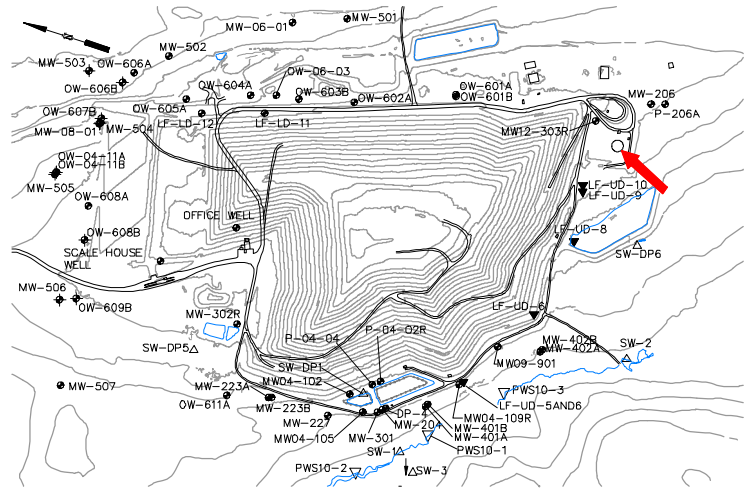 MW-06-01
MW-501
MW-502
MW-503
OW-606A
OW-606B
OW-06-03
OW-604A
OW-603B
OW-601A
OW-601B
OW-602A
MW-206
P-206A
OW-605A
OW-607B
LF-LD-12
LF-LD-11
MW12-303R
MW-08-01
MW-504
OW-04-11A
OW-04-11B
MW-505
LF-UD-10
LF-UD-9
OW-608A
OFFICE WELL
LF-UD-8
OW-608B
SW-DP6
SCALE HOUSE
WELL
MW-506
OW-609B
MW-302R
LF-UD-6
P-04-04
P-04-02R
MW-402B
MW-402A
SW-2
SW-DP5
SW-DP1
MW09-901
MW04-102
MW-507
MW-223A
PWS10-3
OW-611A
MW-223B
LF-UD-5AND6
DP-4
MW04-109R
MW-227
MW-204
MW-401B
MW04-105
MW-301
MW-401A
SW-1
PWS10-1
PWS10-2
SW-3